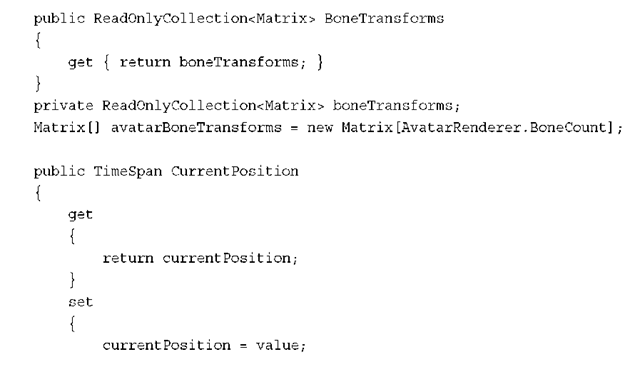 public ReadOnlyCollection<Matrix> BoneTransforms
{
    get { return boneTransforms; }
}
private ReadOnlyCollection<Matrix> boneTransforms;
Matrix[] avatarBoneTransforms = new Matrix[AvatarRenderer.BoneCount];

public TimeSpan CurrentPosition
{
    get
    {
        return currentPosition;
    }
    set
    {
        currentPosition = value;